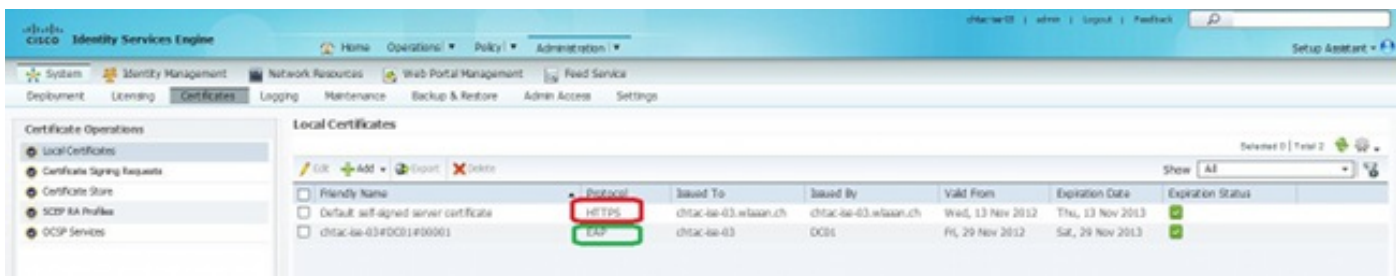 chtac-ise-03 | admin | Logout | Feedback
CISCO Identity Services Engine
Home Operations Policy Administration
Setup Assistant
System Identity Management Network Resources Web Portal Management Feed Service
Deployment Licensing Certificates Logging Maintenance Backup & Restore Admin Access Settings
Certificate Operations
Local Certificates
Certificate Signing Requests
Certificate Store
SCEP RA Profiles
OCSP Services
Local Certificates
Selected 0 | Total 2
Edit Add Export Delete
Show All
Friendly Name Protocol Issued To Issued By Valid From Expiration Date Expiration Status
Default self-signed server certificate HTTPS chtac-ise-03.wlaaan.ch chtac-ise-03.wlaaan.ch Wed, 13 Nov 2012 Thu, 13 Nov 2013
chtac-ise-03#DC01#00001 EAP chtac-ise-03 DC01 Fri, 29 Nov 2012 Sat, 29 Nov 2013